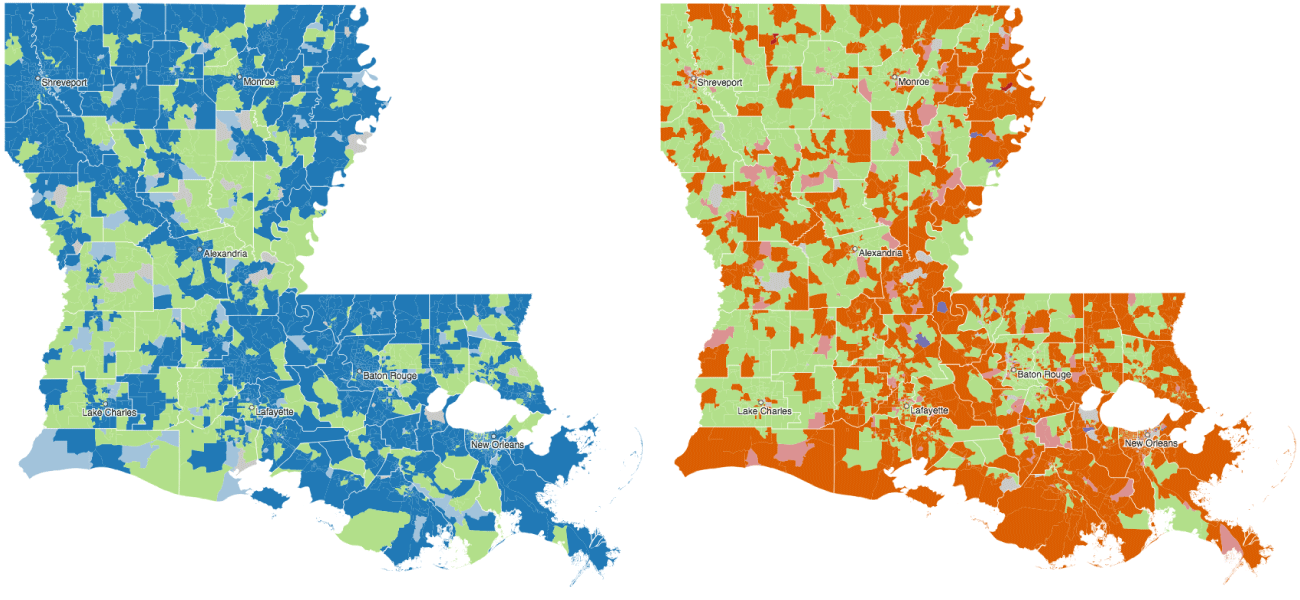 Shreveport
Monroe
Alexandria
Baton Rouge
Lake Charles
Lafayette
New Orleans
Shreveport
Monroe
Alexandria
Baton Rouge
Lake Charles
Lafayette
New Orleans